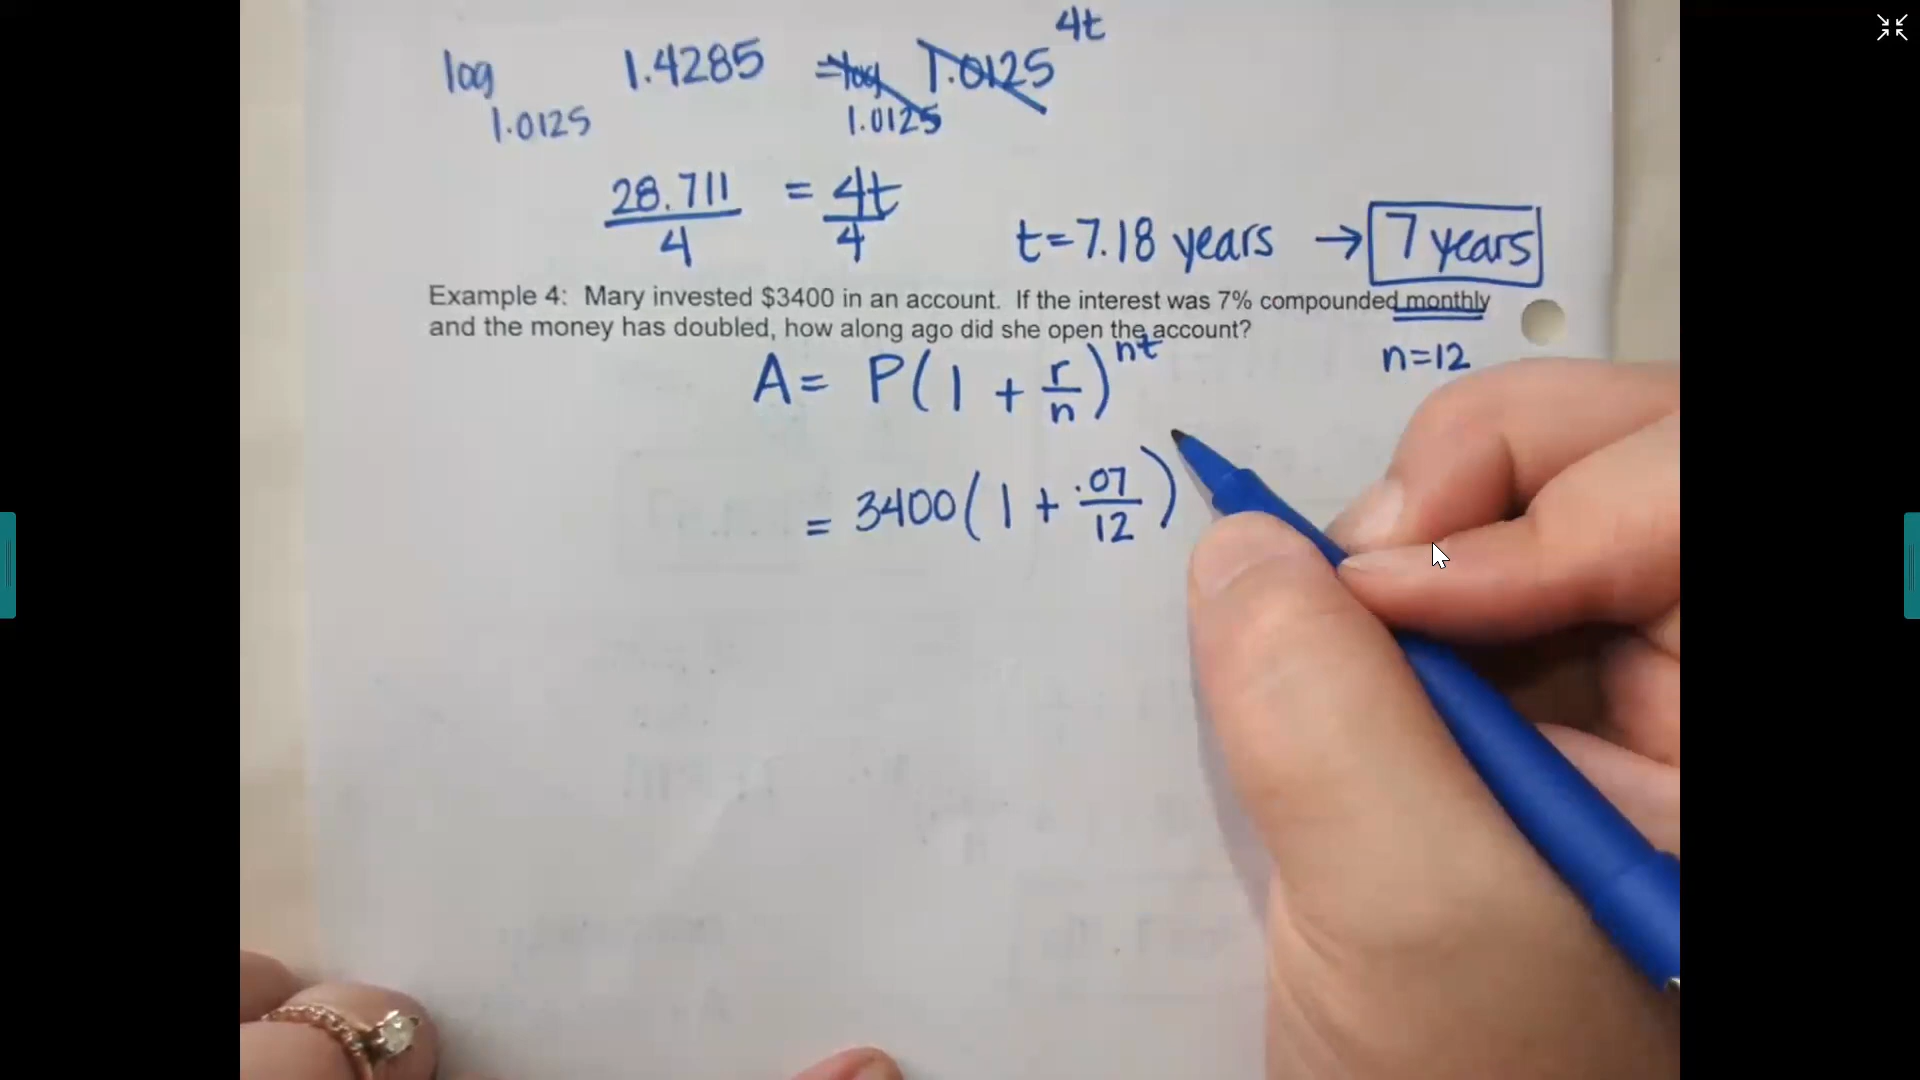 log 1.0125 1.4285 = log 1.0125 1.0125 4t
28.711 / 4 = 4t / 4
t=7.18 years → 7 years
Example 4: Mary invested $3400 in an account. If the interest was 7% compounded monthly
and the money has doubled, how along ago did she open the account?
n=12
A= P(1 + r/n)nt
= 3400(1 + .07/12)